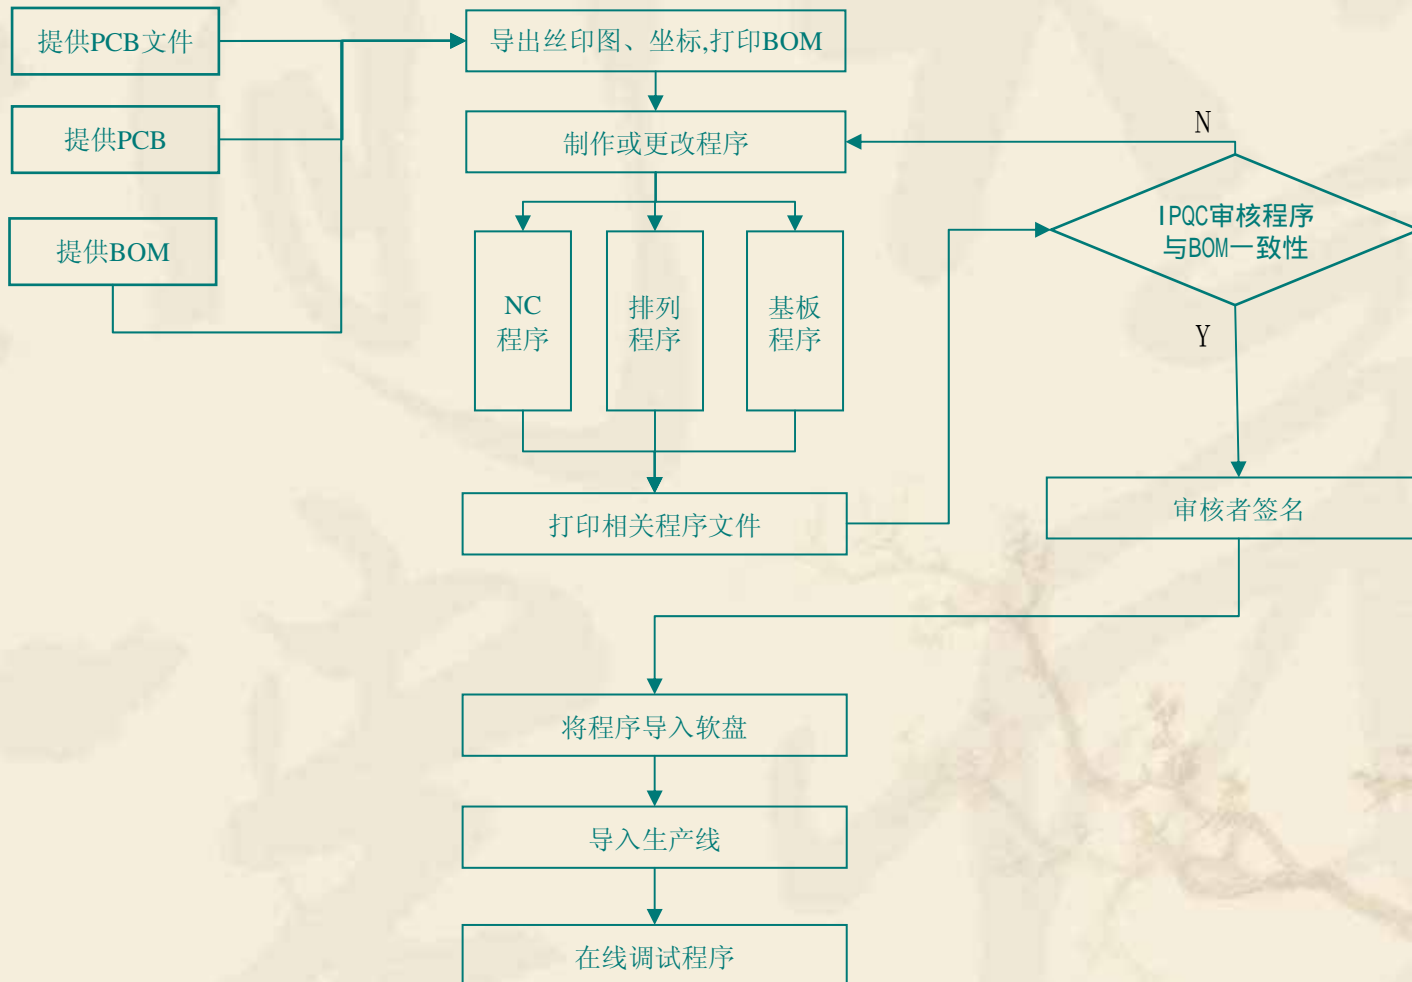 提供PCB文件
导出丝印图、坐标,打印BOM
提供PCB
制作或更改程序
N
提供BOM
IPQC审核程序
与BOM一致性
NC
程序
排列
程序
基板
程序
Y
打印相关程序文件
审核者签名
将程序导入软盘
导入生产线
在线调试程序